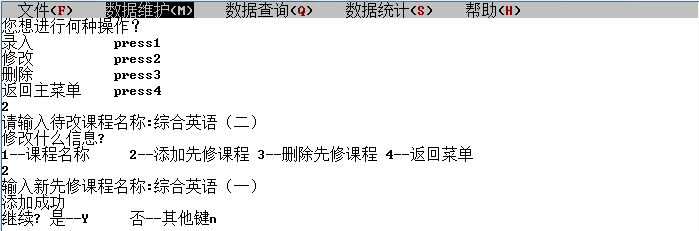 文件(F) 数据维护(M) 数据查询(Q) 数据统计(S) 帮助(H)
您想进行何种操作？
录入 press1
修改 press2
删除 press3
返回主菜单 press4
2
请输入待改课程名称:综合英语（二）
修改什么信息?
1--课程名称 2--添加先修课程 3--删除先修课程 4--返回菜单
2
输入新先修课程名称:综合英语（一）
添加成功
继续? 是--Y 否--其他键n